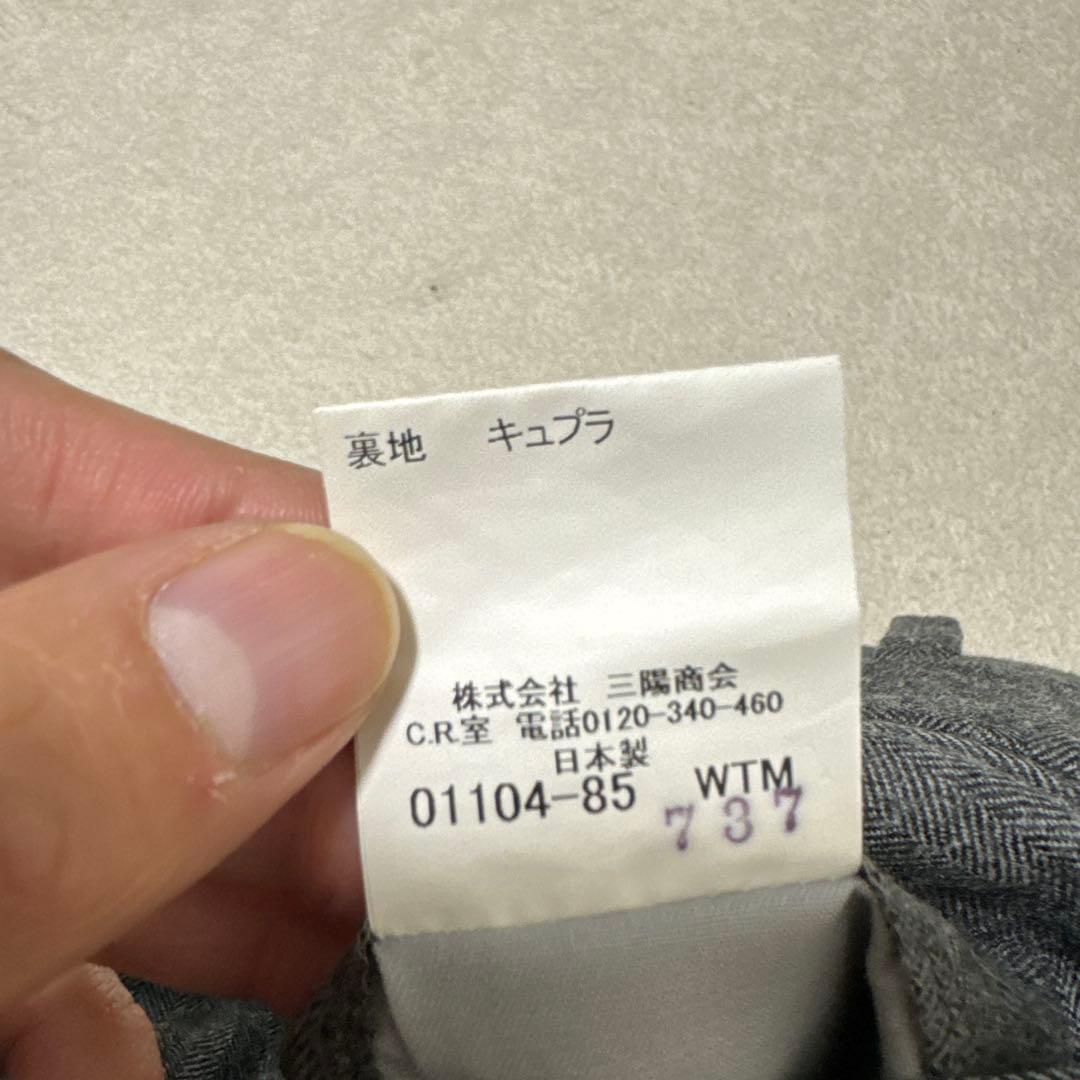 裏地 キュプラ
株式会社 三陽商会
C.R.室 電話0120-340-460
日本製
01104-85 WTM
737